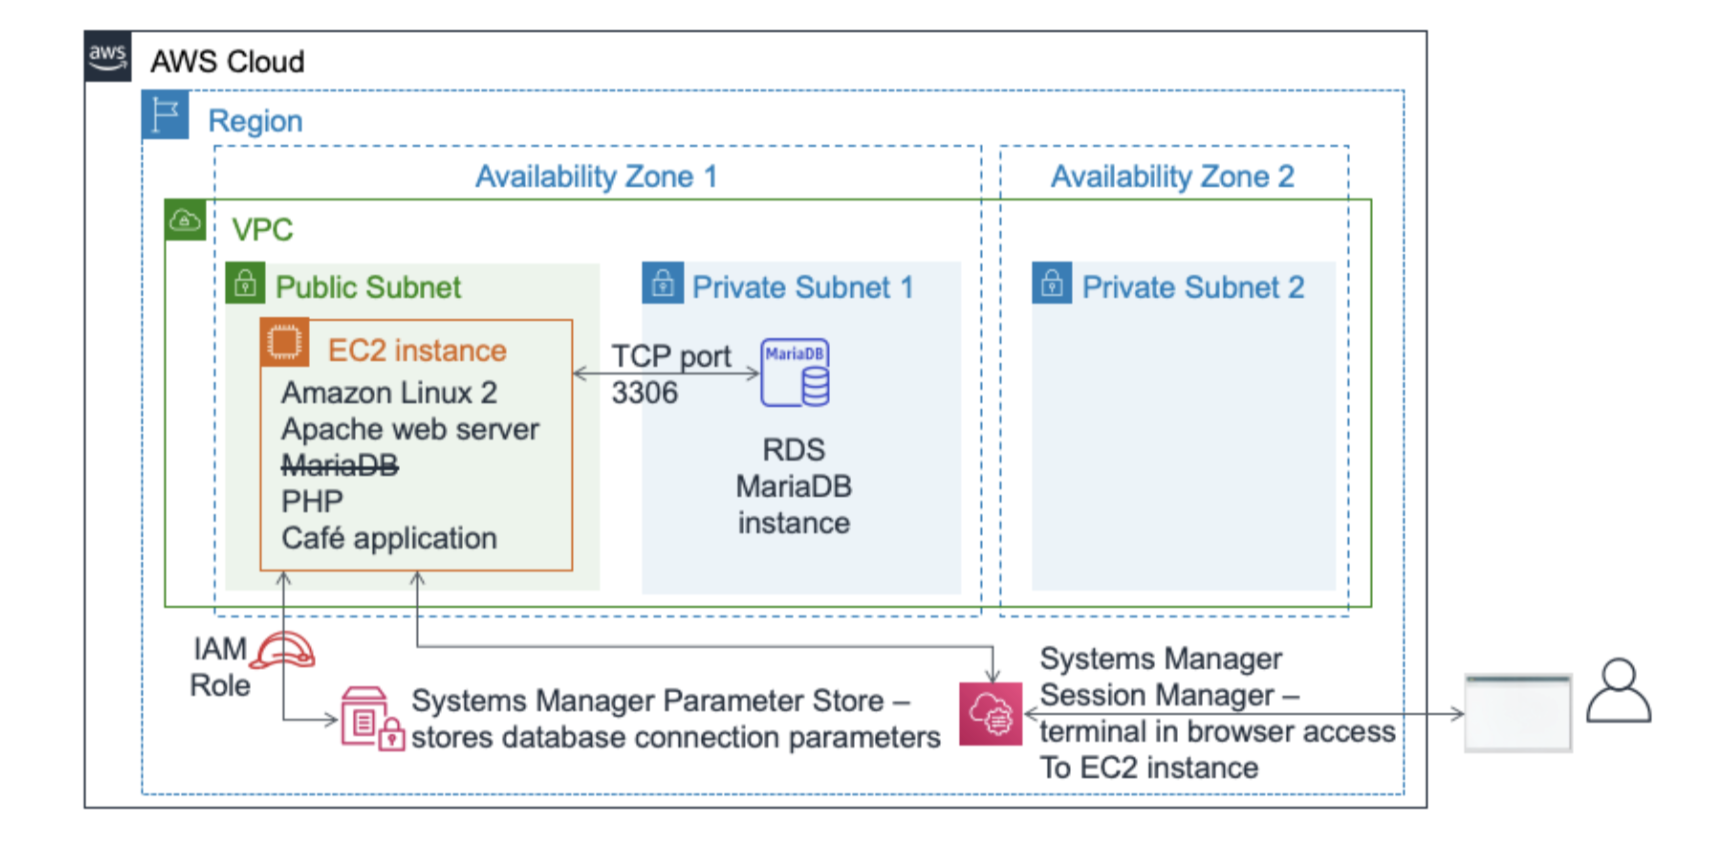 aws
AWS Cloud
Region
Availability Zone 1
Availability Zone 2
VPC
Public Subnet
Private Subnet 1
Private Subnet 2
EC2 instance
Amazon Linux 2
Apache web server
MariaDB
PHP
Café application
TCP port
3306
MariaDB
RDS
MariaDB
instance
IAM
Role
Systems Manager Parameter Store –
stores database connection parameters
Systems Manager
Session Manager –
terminal in browser access
To EC2 instance